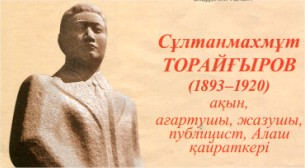 Сұлтанмахмұт
ТОРАЙҒЫРОВ
(1893–1920)
ақын,
ағартушы, жазушы,
публицист, Алаш
қайраткері